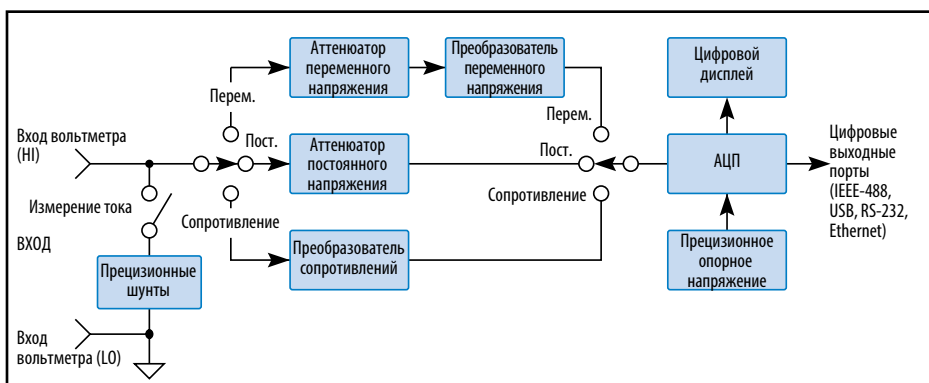 Аттенюатор
переменного
напряжения
Преобразователь
переменного
напряжения
Цифровой
дисплей
Перем.
Перем.
Вход вольтметра
(HI)
Пост.
Аттенюатор
постоянного
напряжения
Пост.
АЦП
Цифровые
выходные
порты
(IEEE-488,
USB, RS-232,
Ethernet)
Измерение тока
Сопротивление
Сопротивление
ВХОД
Прецизионные
шунты
Преобразователь
сопротивлений
Прецизионное
опорное
напряжение
Вход
вольтметра (LO)